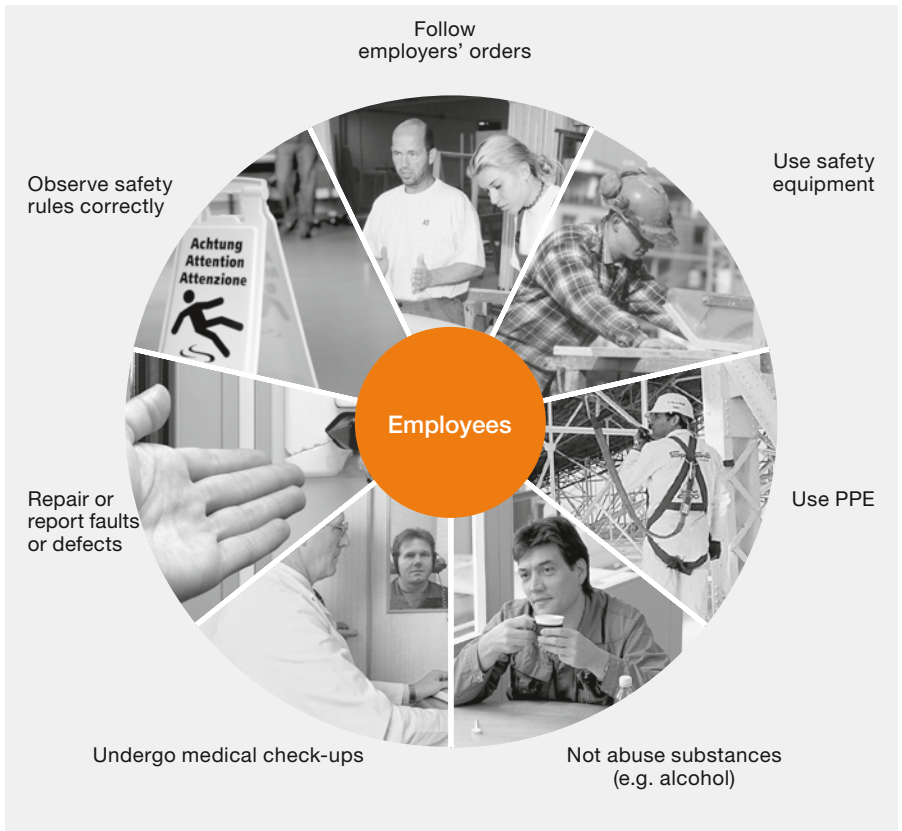 Follow
employers’ orders
Use safety
equipment
Observe safety
rules correctly
Achtung
Attention
Attenzione
Employees
Repair or
report faults
or defects
Use PPE
Undergo medical check-ups
Not abuse substances
(e.g. alcohol)